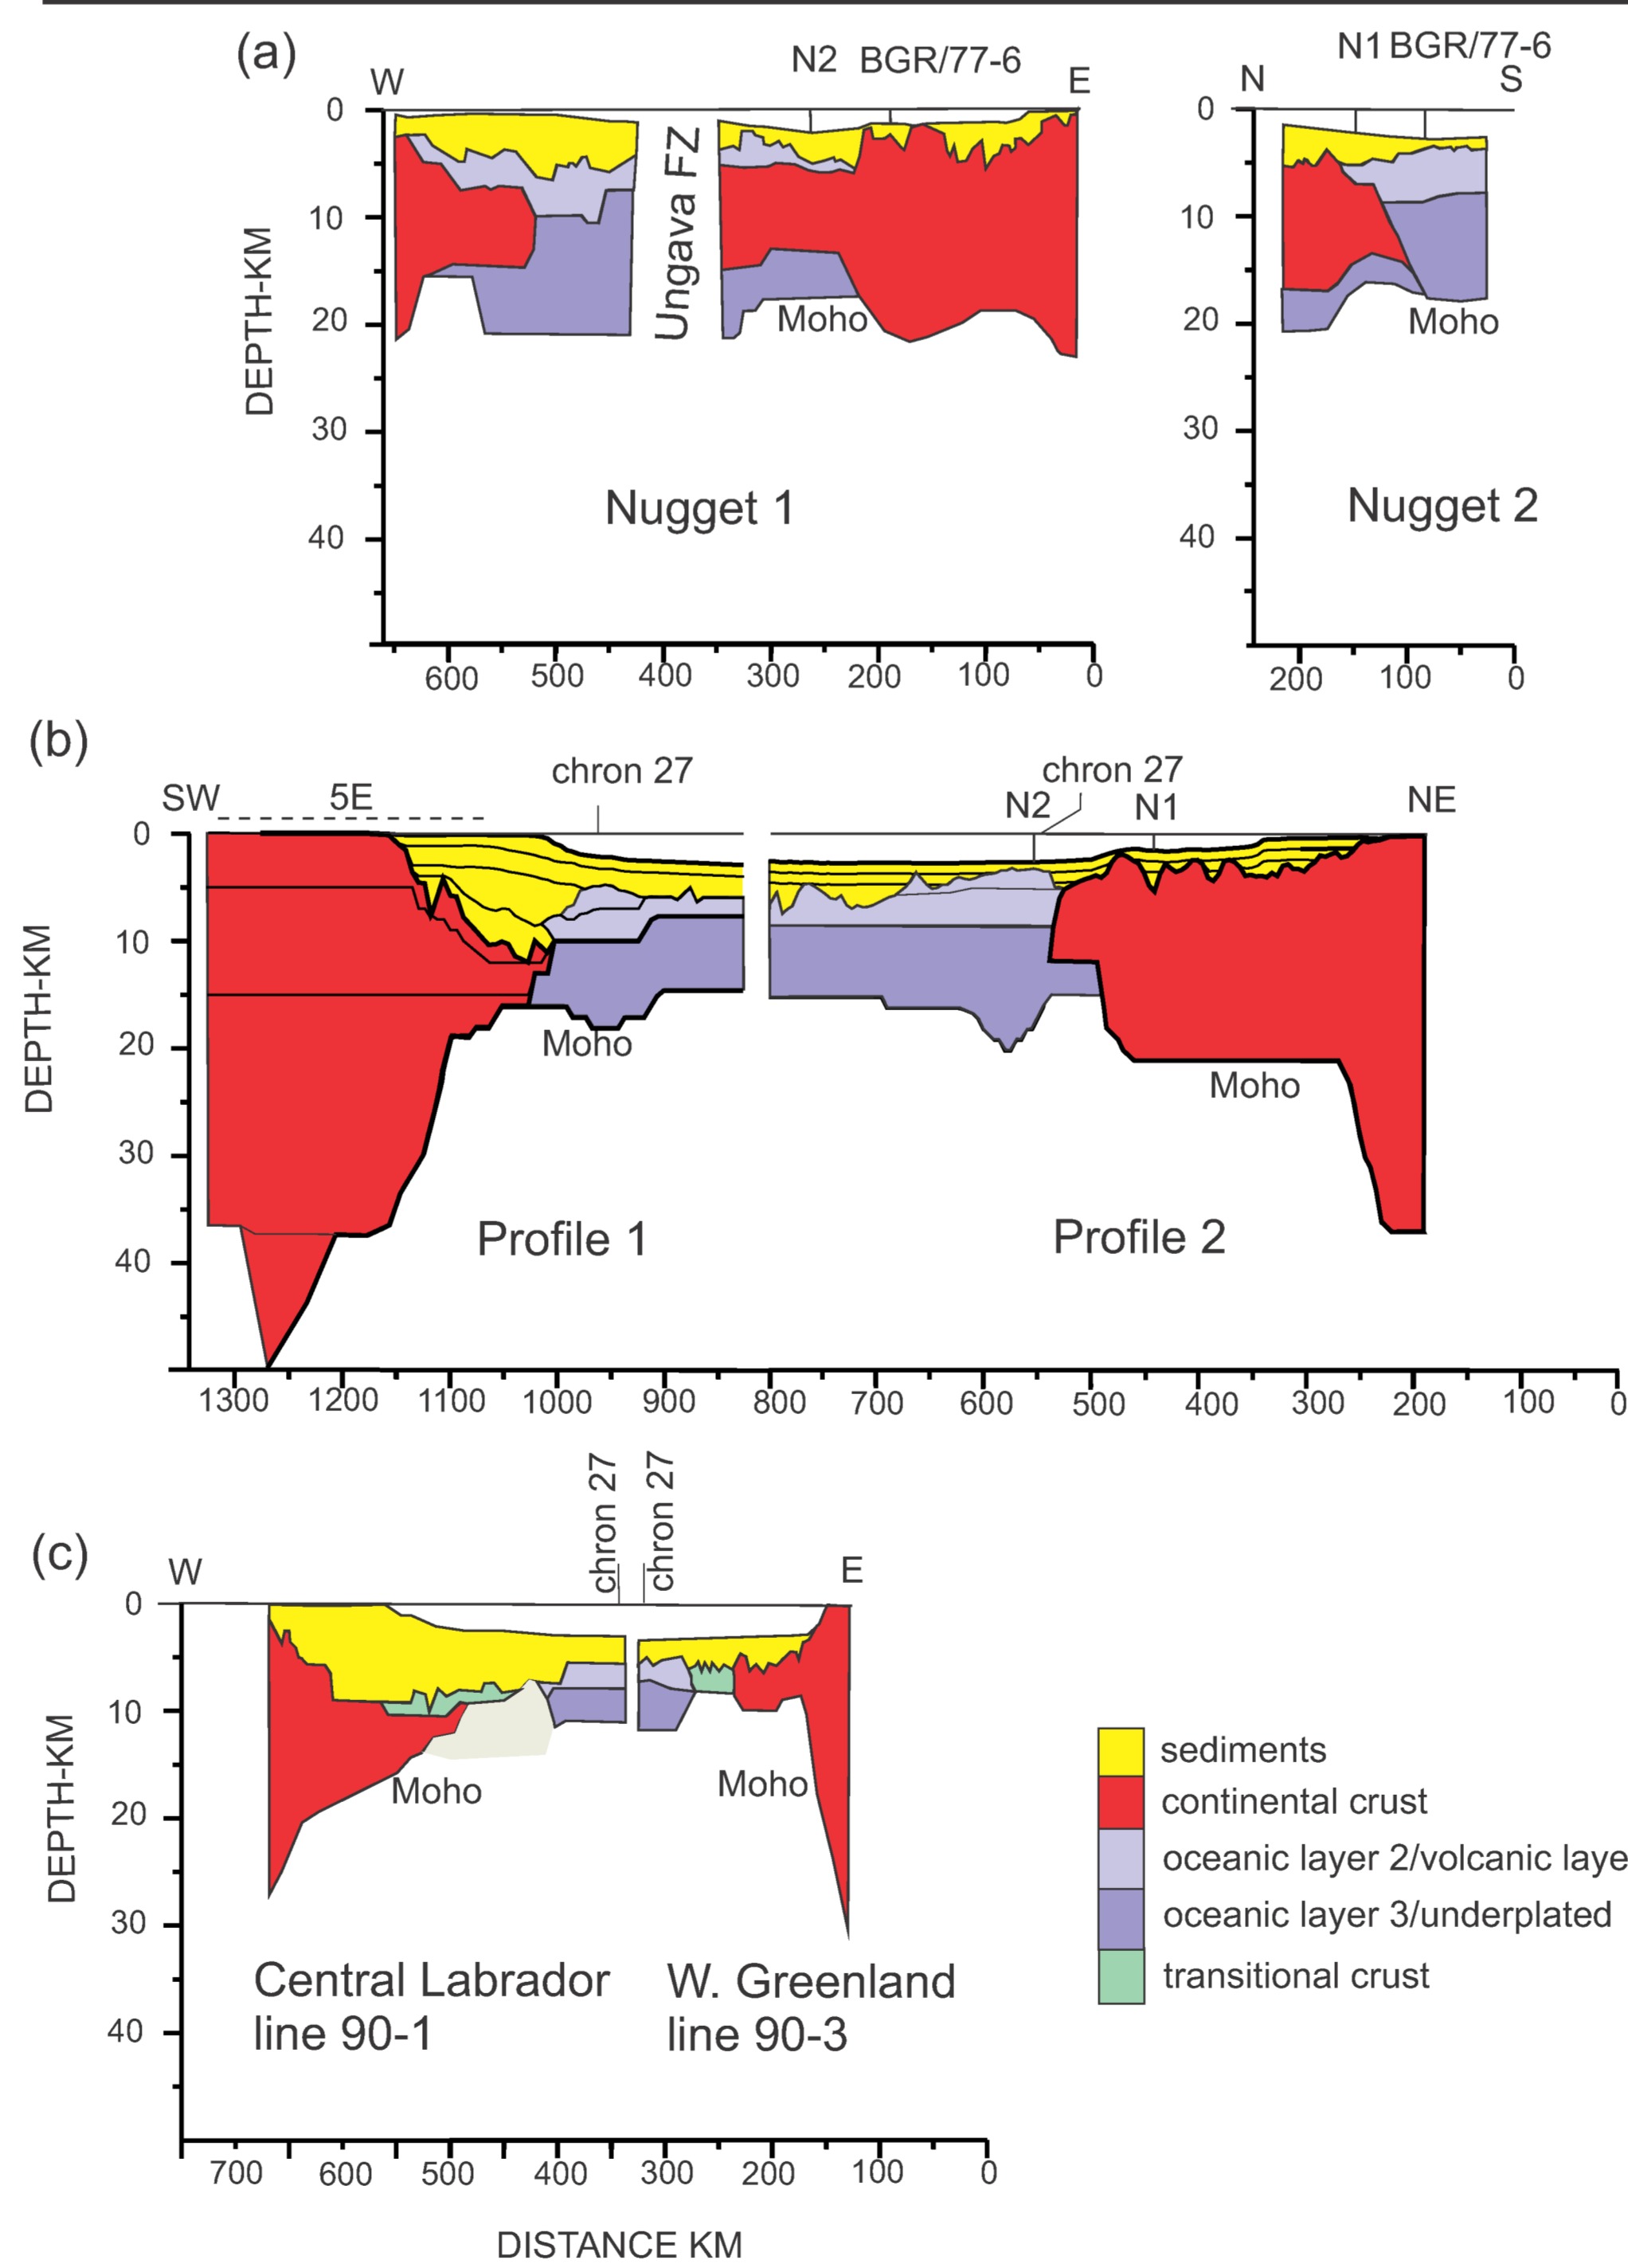 (a)
N2 BGR/77-6
N1 BGR/77-6
W
E
N
S
0
10
20
30
40
DEPTH-KM
Ungava FZ
Moho
Nugget 1
600 500 400 300 200 100 0
0
10
20
30
40
Moho
Nugget 2
200 100 0
(b)
chron 27
chron 27
SW
5E
N2
N1
NE
0
10
20
30
40
DEPTH-KM
Moho
Moho
Profile 1
Profile 2
1300 1200 1100 1000 900 800 700 600 500 400 300 200 100 0
chron 27
chron 27
(c)
W
E
0
10
20
30
40
DEPTH-KM
Moho
Moho
Central Labrador
line 90-1
W. Greenland
line 90-3
700 600 500 400 300 200 100 0
DISTANCE KM
sediments
continental crust
oceanic layer 2/volcanic laye
oceanic layer 3/underplated
transitional crust